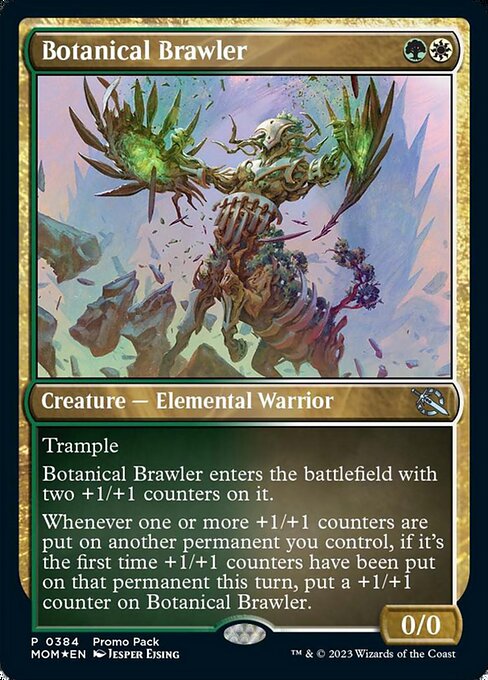 Botanical Brawler
Creature — Elemental Warrior
Trample
Botanical Brawler enters the battlefield with
two +1/+1 counters on it.
Whenever one or more +1/+1 counters are
put on another permanent you control, if it's
the first time +1/+1 counters have been put
on that permanent this turn, put a +1/+1
counter on Botanical Brawler.
0/0
P 0384 Promo Pack
MOM★EN Jesper Ejsing
™ & © 2023 Wizards of the Coast